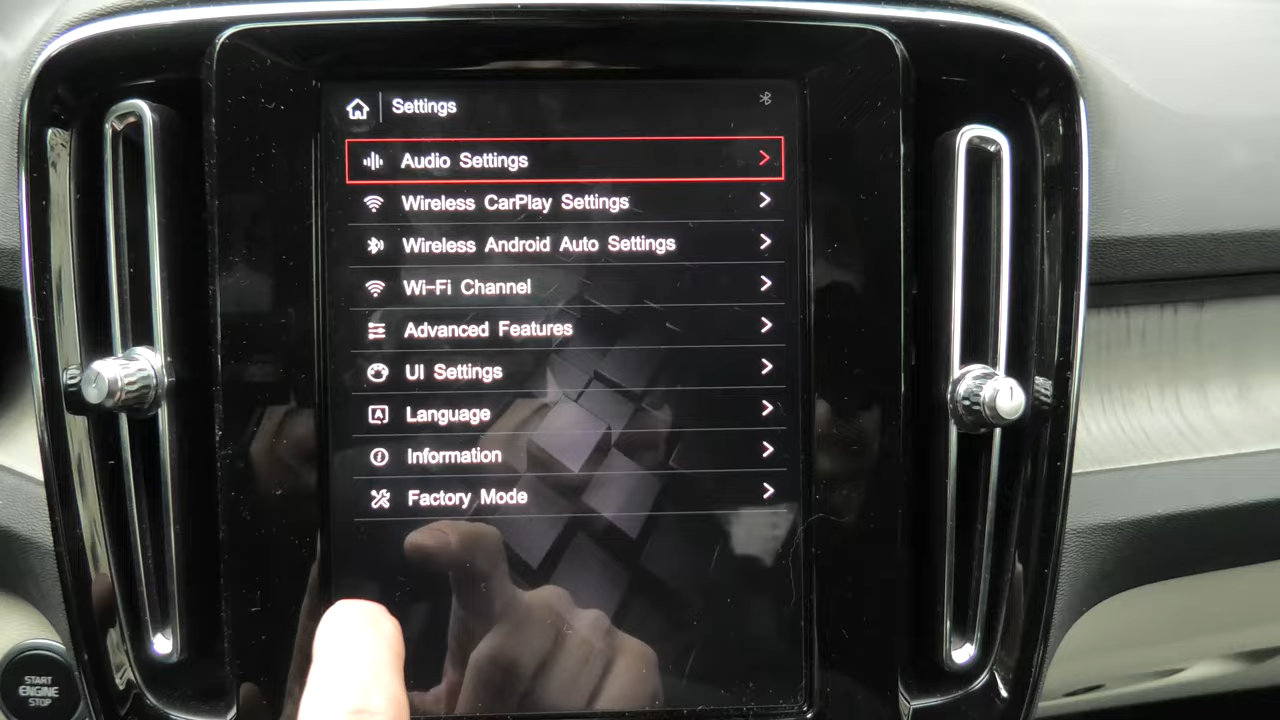 Settings
Audio Settings
Wireless CarPlay Settings
Wireless Android Auto Settings
Wi-Fi Channel
Advanced Features
UI Settings
Language
Information
Factory Mode
START
ENGINE
STOP